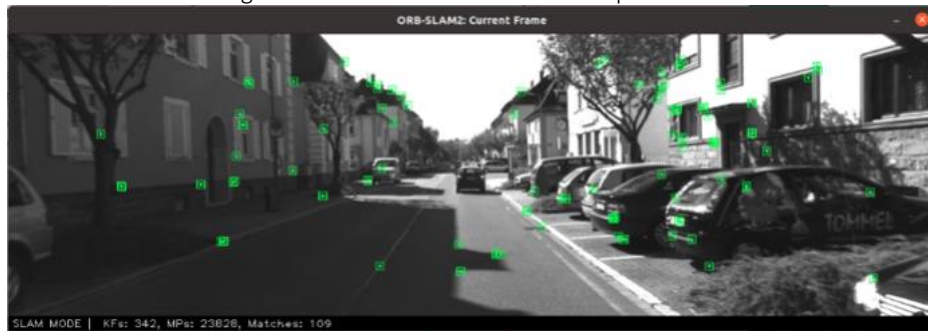 ORB-SLAM2: Current Frame
TOMMEL
SLAM MODE | KFs: 342, MPs: 23828, Matches: 109